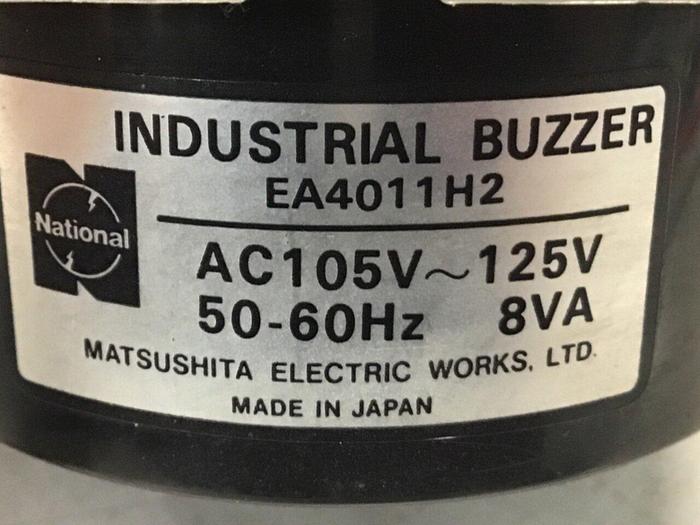 INDUSTRIAL BUZZER
EA4011H2
National
AC105V~125V
50-60Hz 8VA
MATSUSHITA ELECTRIC WORKS, LTD.
MADE IN JAPAN